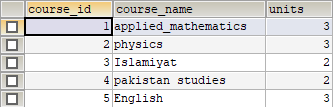 course_id course_name units
1 applied_mathematics 3
2 physics 3
3 Islamiyat 2
4 pakistan studies 2
5 English 3